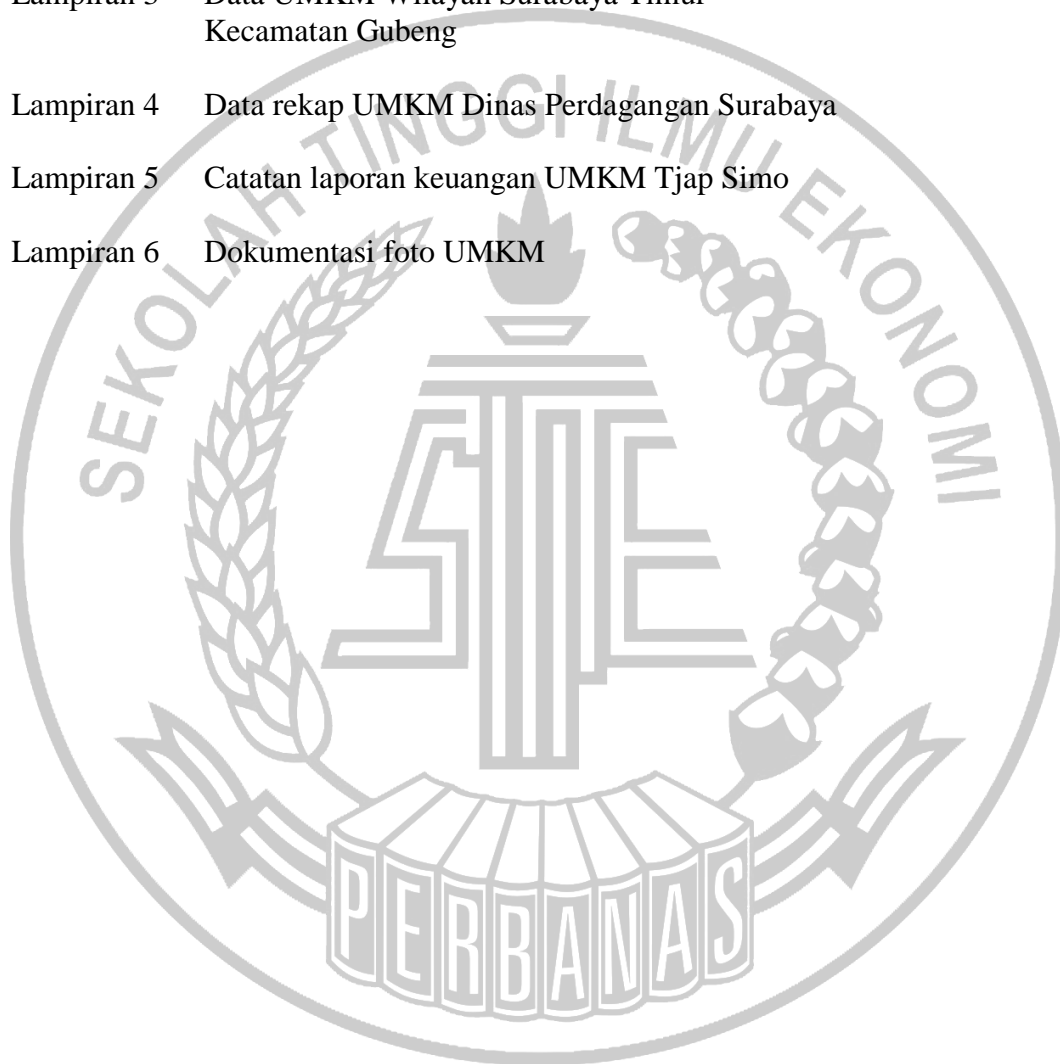 Lampiran 3 Data UMKM Wilayah Surabaya Timur
Kecamatan Gubeng
Lampiran 4 Data rekap UMKM Dinas Perdagangan Surabaya
Lampiran 5 Catatan laporan keuangan UMKM Tjap Simo
Lampiran 6 Dokumentasi foto UMKM
SEKOLAH TINGGI ILMU EKONOMI
STIE
PERBANAS